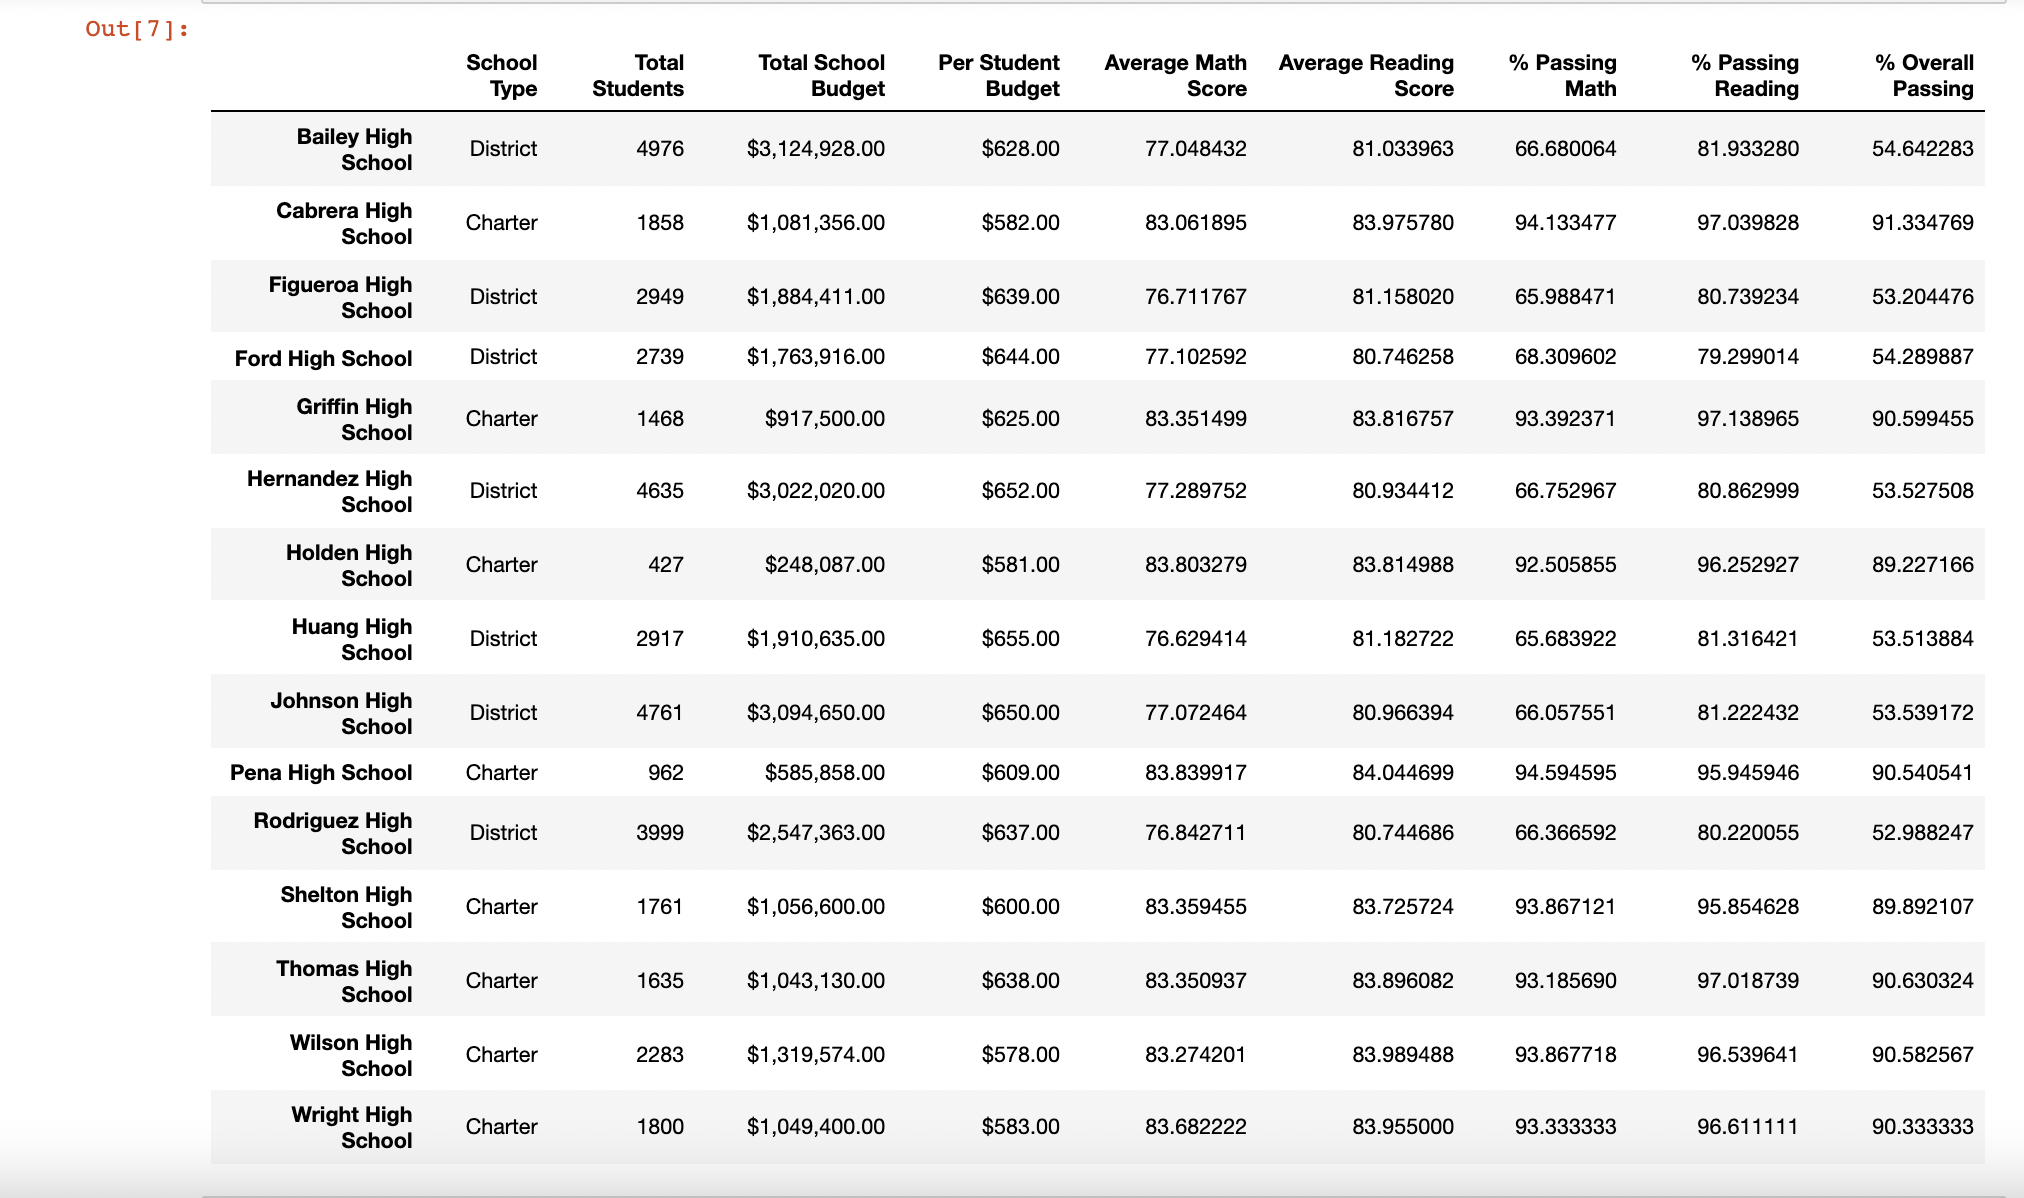 Out[7]:
School Type Total Students Total School Budget Per Student Budget Average Math Score Average Reading Score % Passing Math % Passing Reading % Overall Passing
Bailey High School District 4976 $3,124,928.00 $628.00 77.048432 81.033963 66.680064 81.933280 54.642283
Cabrera High School Charter 1858 $1,081,356.00 $582.00 83.061895 83.975780 94.133477 97.039828 91.334769
Figueroa High School District 2949 $1,884,411.00 $639.00 76.711767 81.158020 65.988471 80.739234 53.204476
Ford High School District 2739 $1,763,916.00 $644.00 77.102592 80.746258 68.309602 79.299014 54.289887
Griffin High School Charter 1468 $917,500.00 $625.00 83.351499 83.816757 93.392371 97.138965 90.599455
Hernandez High School District 4635 $3,022,020.00 $652.00 77.289752 80.934412 66.752967 80.862999 53.527508
Holden High School Charter 427 $248,087.00 $581.00 83.803279 83.814988 92.505855 96.252927 89.227166
Huang High School District 2917 $1,910,635.00 $655.00 76.629414 81.182722 65.683922 81.316421 53.513884
Johnson High School District 4761 $3,094,650.00 $650.00 77.072464 80.966394 66.057551 81.222432 53.539172
Pena High School Charter 962 $585,858.00 $609.00 83.839917 84.044699 94.594595 95.945946 90.540541
Rodriguez High School District 3999 $2,547,363.00 $637.00 76.842711 80.744686 66.366592 80.220055 52.988247
Shelton High School Charter 1761 $1,056,600.00 $600.00 83.359455 83.725724 93.867121 95.854628 89.892107
Thomas High School Charter 1635 $1,043,130.00 $638.00 83.350937 83.896082 93.185690 97.018739 90.630324
Wilson High School Charter 2283 $1,319,574.00 $578.00 83.274201 83.989488 93.867718 96.539641 90.582567
Wright High School Charter 1800 $1,049,400.00 $583.00 83.682222 83.955000 93.333333 96.611111 90.333333